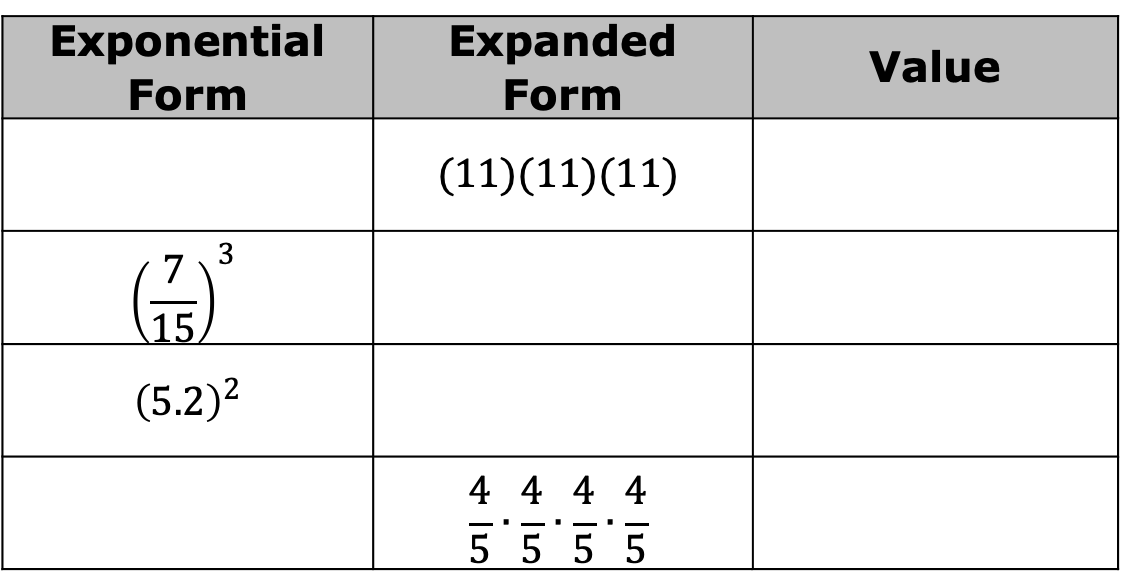 Exponential Form
Expanded Form
Value
(11)(11)(11)
(7/15)³
(5.2)²
4/5 · 4/5 · 4/5 · 4/5